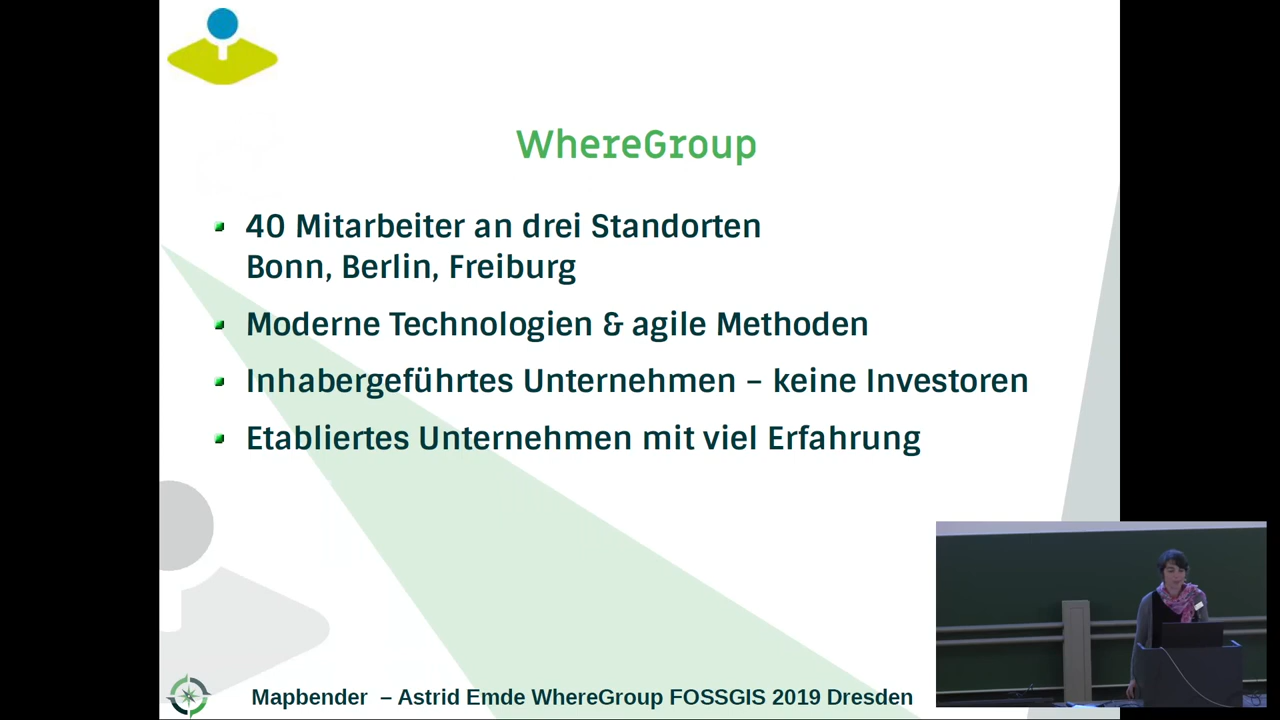 WhereGroup
40 Mitarbeiter an drei Standorten
Bonn, Berlin, Freiburg
Moderne Technologien & agile Methoden
Inhabergeführtes Unternehmen – keine Investoren
Etabliertes Unternehmen mit viel Erfahrung
Mapbender – Astrid Emde WhereGroup FOSSGIS 2019 Dresden